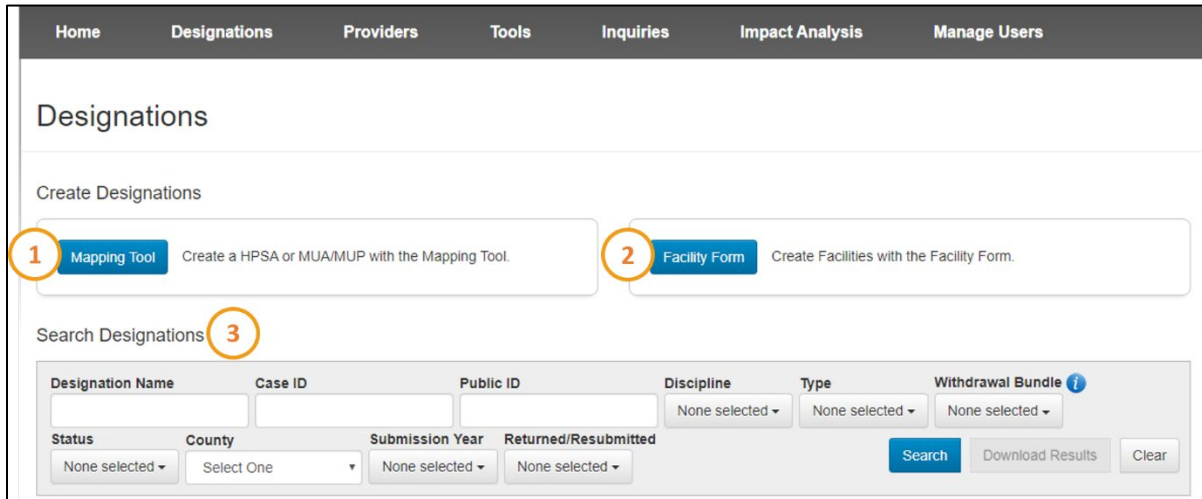 Home Designations Providers Tools Inquiries Impact Analysis Manage Users
Designations
Create Designations
1 Mapping Tool Create a HPSA or MUA/MUP with the Mapping Tool.
2 Facility Form Create Facilities with the Facility Form.
Search Designations 3
Designation Name Case ID Public ID Discipline Type Withdrawal Bundle i
None selected None selected None selected
Status County Submission Year Returned/Resubmitted
None selected Select One None selected None selected Search Download Results Clear